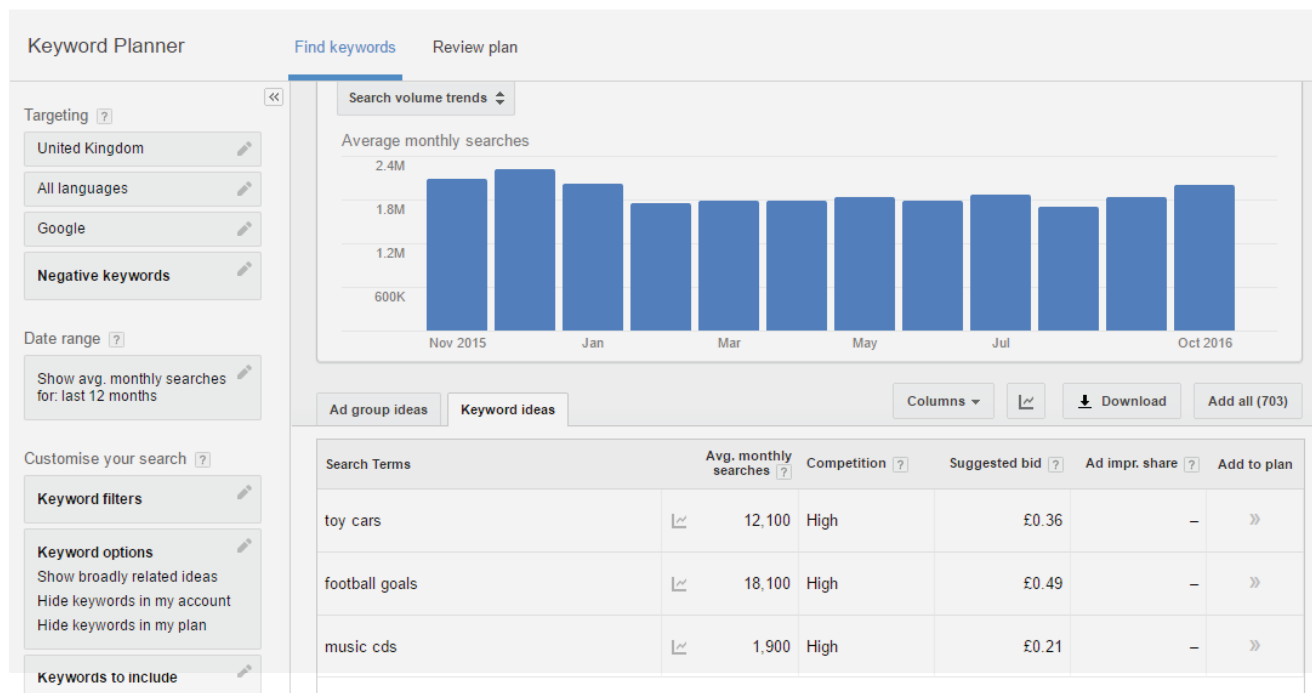 Keyword Planner
Find keywords
Review plan
Targeting ?
United Kingdom
All languages
Google
Negative keywords
Date range ?
Show avg. monthly searches
for: last 12 months
Customise your search ?
Keyword filters
Keyword options
Show broadly related ideas
Hide keywords in my account
Hide keywords in my plan
Keywords to include
Search volume trends
Average monthly searches
2.4M
1.8M
1.2M
600K
Nov 2015 Jan Mar May Jul Oct 2016
Ad group ideas Keyword ideas Columns Download Add all (703)
Search Terms Avg. monthly searches ? Competition ? Suggested bid ? Ad impr. share ? Add to plan
toy cars 12,100 High £0.36 – »
football goals 18,100 High £0.49 – »
music cds 1,900 High £0.21 – »